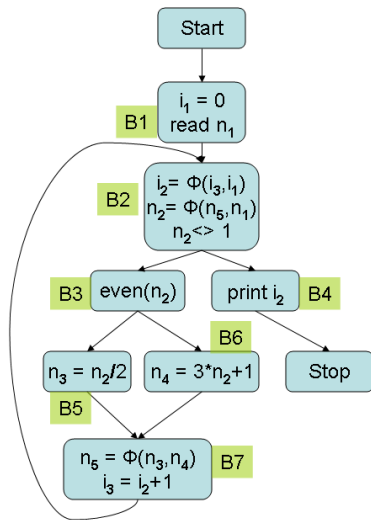 Start
i₁ = 0
read n₁
B1
i₂= Φ(i₃,i₁)
n₂= Φ(n₅,n₁)
n₂<> 1
B2
B3
even(n₂)
print i₂
B4
B6
n₃ = n₂/2
n₄ = 3*n₂+1
Stop
B5
n₅ = Φ(n₃,n₄)
i₃ = i₂+1
B7